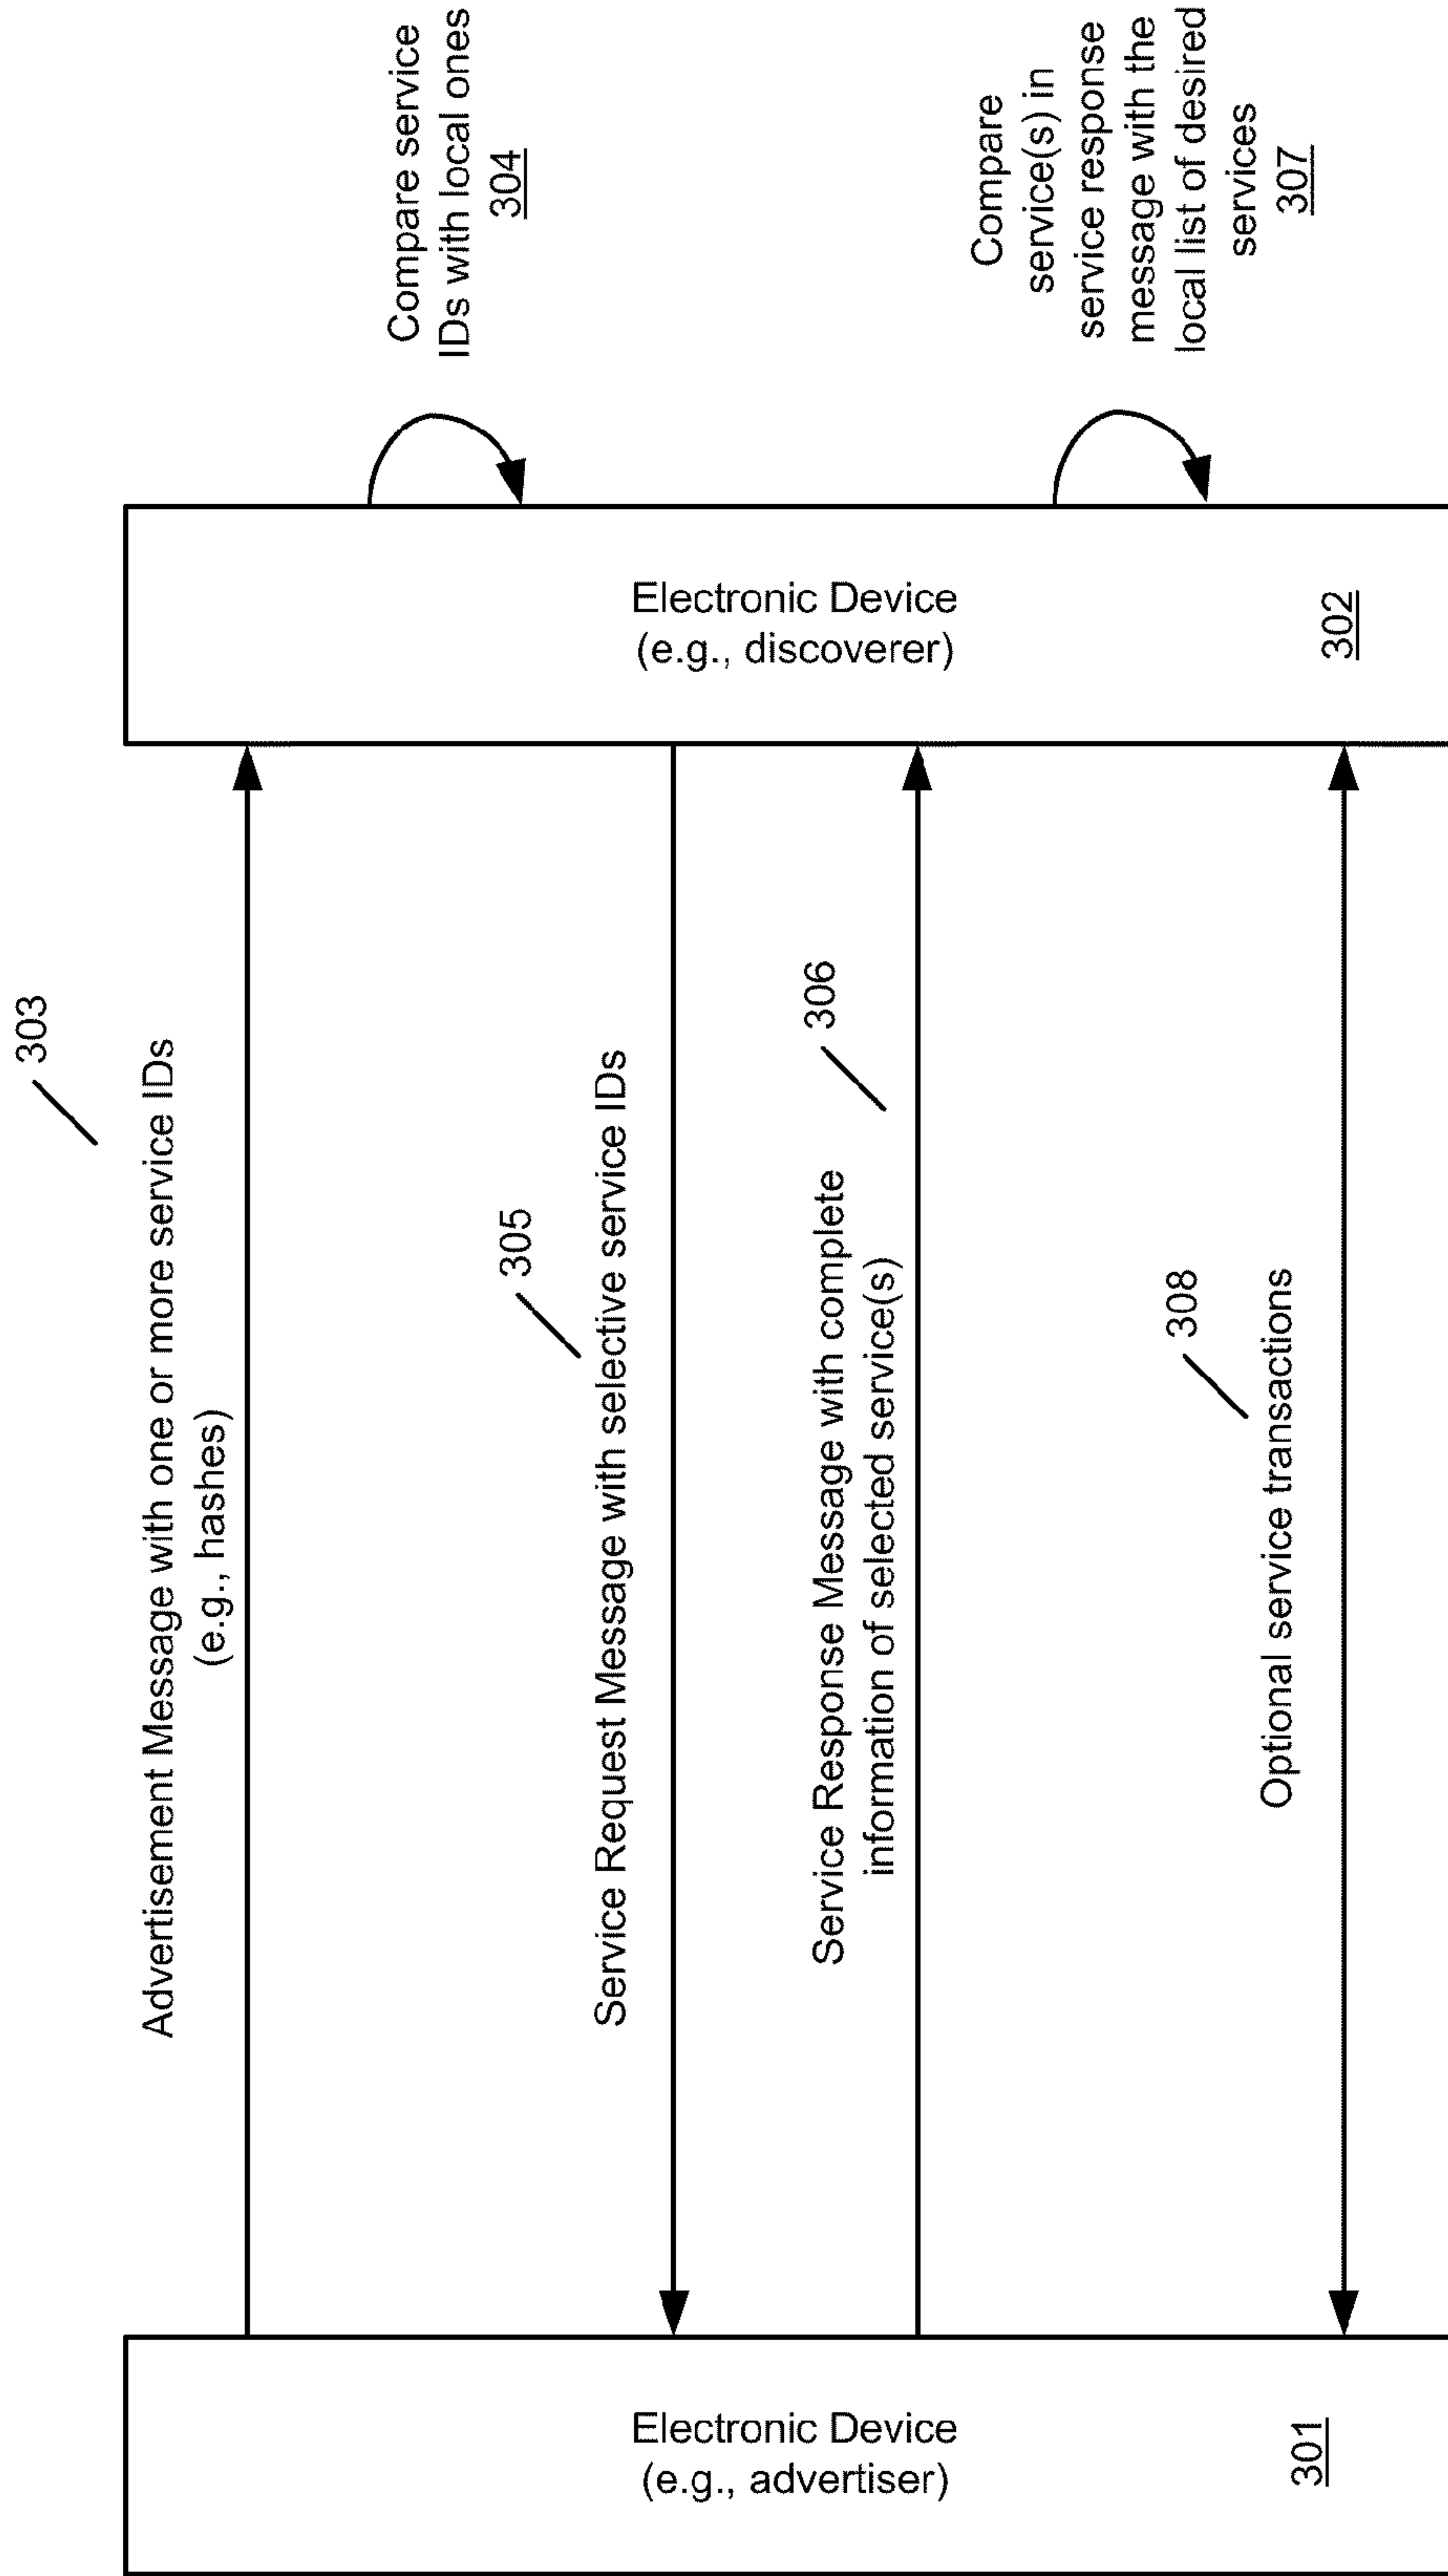 303
Advertisement Message with one or more service IDs
(e.g., hashes)
Compare service
IDs with local ones
304
305
Service Request Message with selective service IDs
306
Service Response Message with complete
information of selected service(s)
Compare
service(s) in
service response
message with the
local list of desired
services
307
308
Optional service transactions
Electronic Device
(e.g., advertiser)
301
Electronic Device
(e.g., discoverer)
302